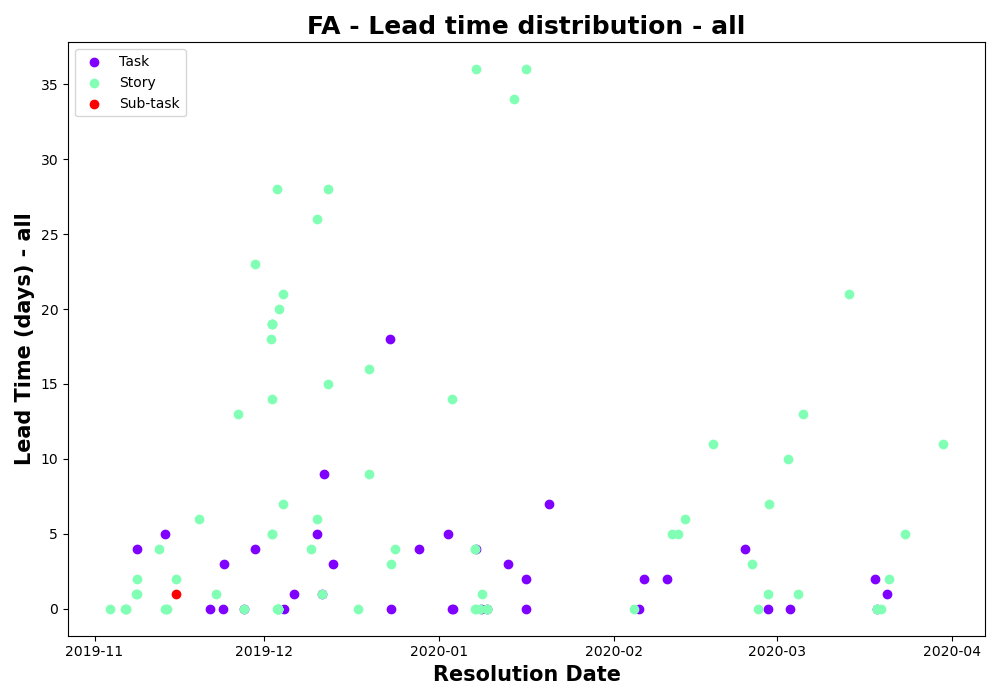 FA - Lead time distribution - all
Task
Story
Sub-task
Lead Time (days) - all
35
30
25
20
15
10
5
0
2019-11
2019-12
2020-01
2020-02
2020-03
2020-04
Resolution Date